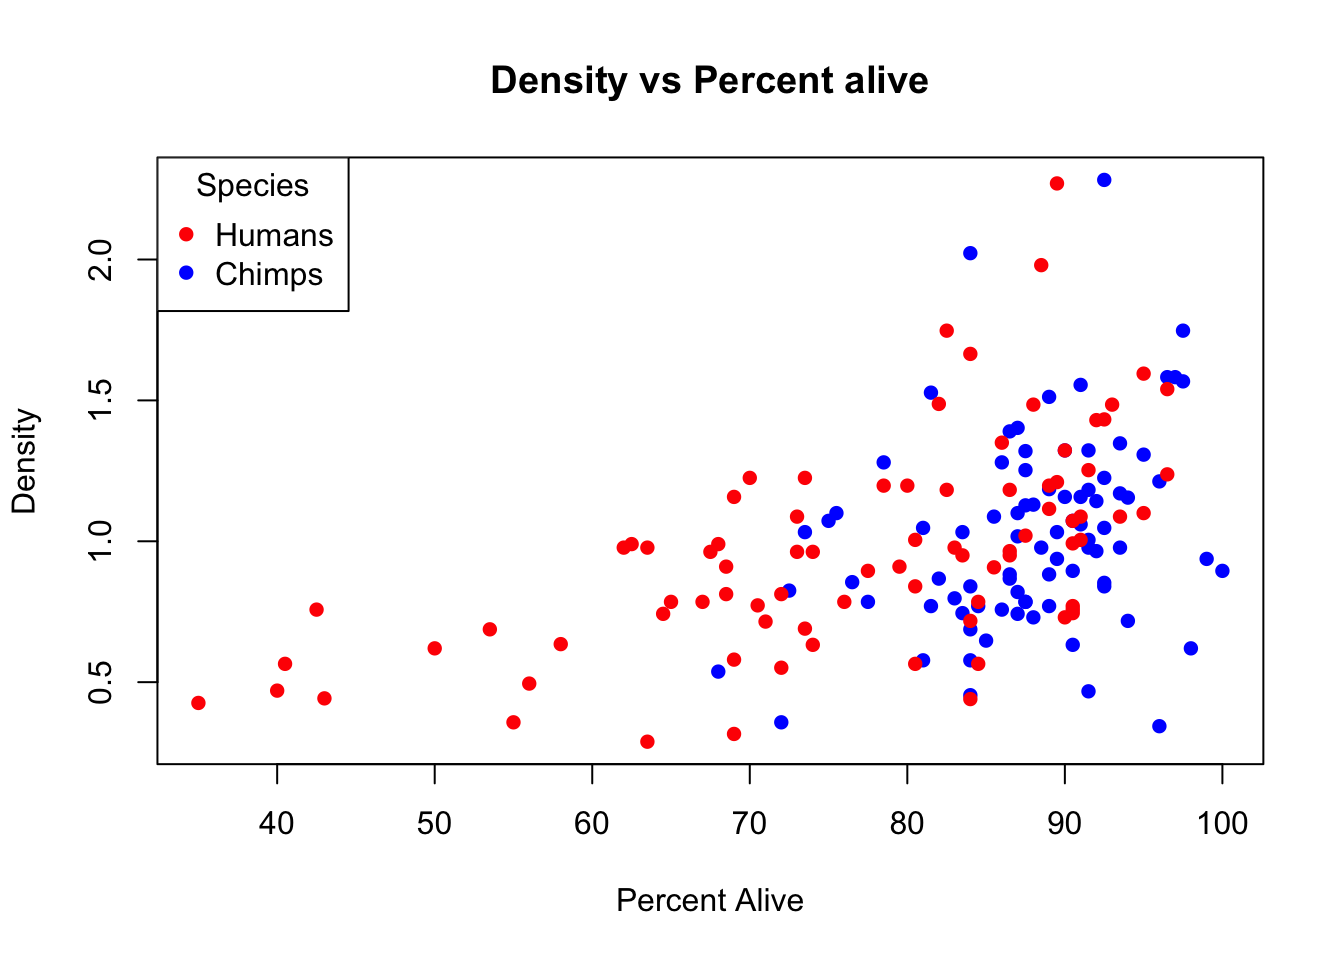 Density vs Percent alive
Species
Humans
Chimps
Density
2.0
1.5
1.0
0.5
40 50 60 70 80 90 100
Percent Alive